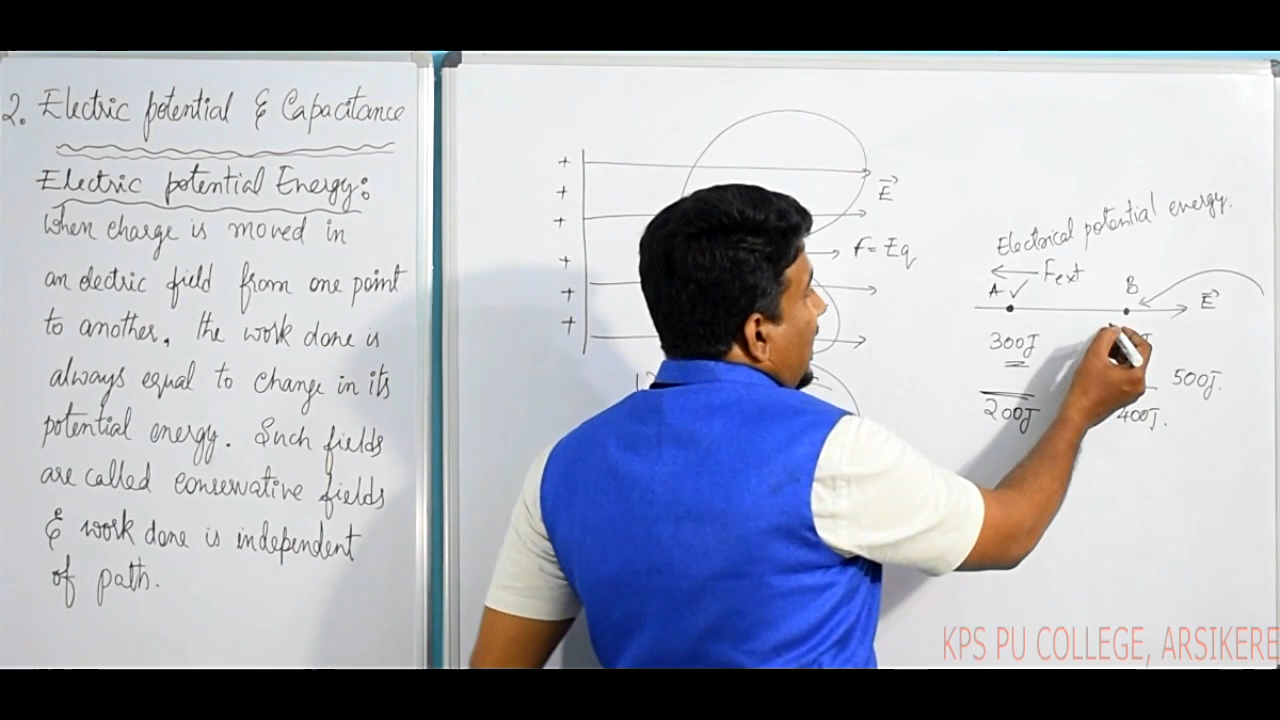 2. Electric potential & Capacitance
Electric potential Energy:
When charge is moved in
an electric field from one point
to another, the work done is
always equal to change in its
potential energy. Such fields
are called conservative fields
& work done is independent
of path.
+
+
+
+
+
+
E
F = Eq
Electrical potential energy.
Fext
A ✓ B
E
300J
500J.
200J
400J.
KPS PU COLLEGE, ARSIKERE